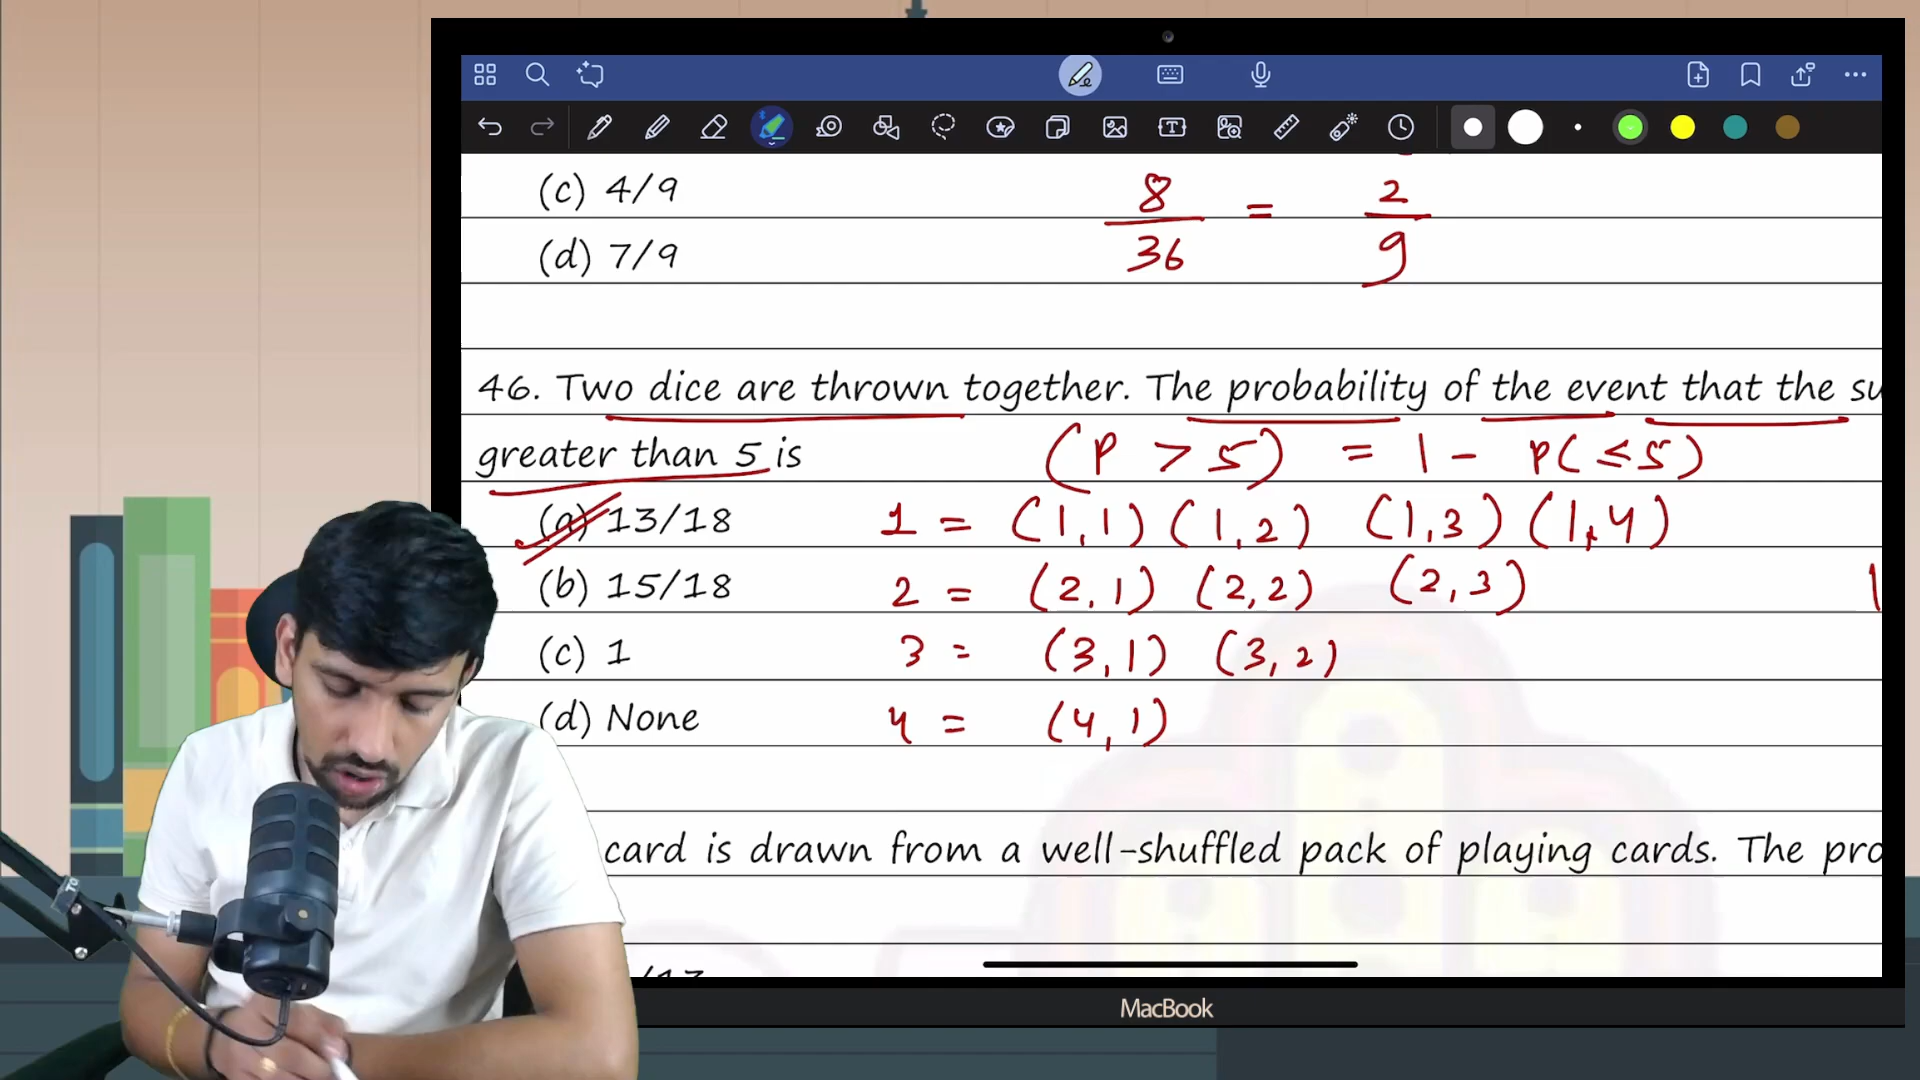 (c) 4/9
8/36 = 2/9
(d) 7/9
46. Two dice are thrown together. The probability of the event that the su
greater than 5 is
(P > 5) = 1 - P(≤5)
(a) 13/18
1 = (1,1) (1,2) (1,3) (1,4)
(b) 15/18
2 = (2,1) (2,2) (2,3)
(c) 1
3 = (3,1) (3,2)
(d) None
4 = (4,1)
card is drawn from a well-shuffled pack of playing cards. The pro
MacBook